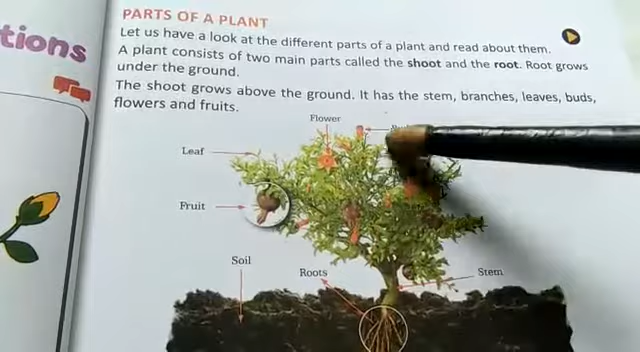 tions
PARTS OF A PLANT
Let us have a look at the different parts of a plant and read about them.
A plant consists of two main parts called the shoot and the root. Root grows
under the ground.
The shoot grows above the ground. It has the stem, branches, leaves, buds,
flowers and fruits.
Flower
Leaf
Fruit
Soil
Roots
Stem